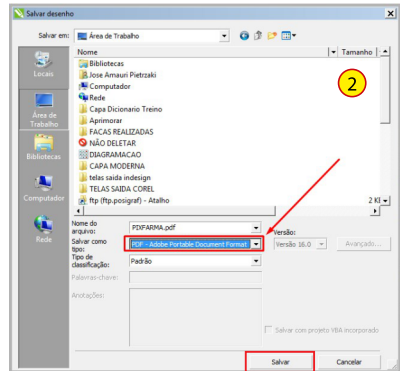 Salvar desenho
Salvar em: Área de Trabalho
Nome Tamanho
Bibliotecas
Jose Amauri Pietrzaki
Computador
Rede
Capa Dicionario Treino
Aprimorar
FACAS REALIZADAS
NÃO DELETAR
DIAGRAMACAO
CAPA MODERNA
telas saida indesign
TELAS SAIDA COREL
ftp (ftp.posigraf) - Atalho 2 KI
2
Locais
Área de
Trabalho
Bibliotecas
Computador
Rede
Nome do
arquivo: PIXFARMA.pdf
Versão:
Salvar como
tipo: PDF - Adobe Portable Document Format
Versão 16.0 Avançado...
Tipo de
classificação: Padrão
Palavras-chave:
Anotações:
Salvar com projeto VBA incorporado
Salvar Cancelar